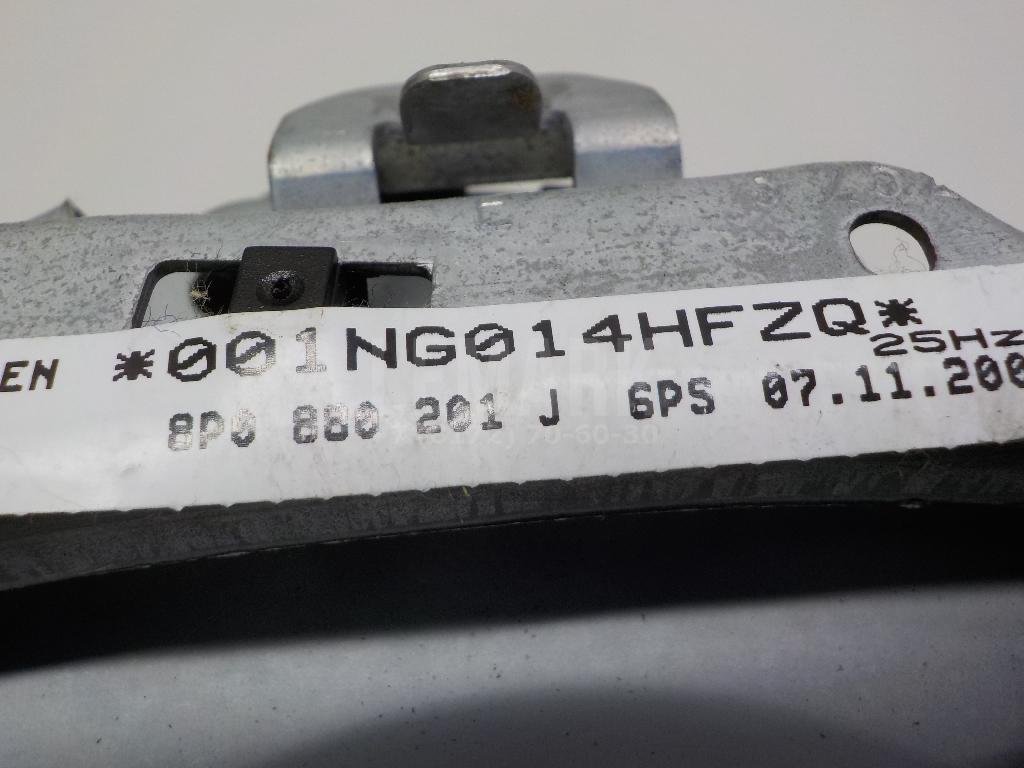 EN *001NG014HFZQ*
25Hz
8P0 880 201 J 6PS 07.11.200